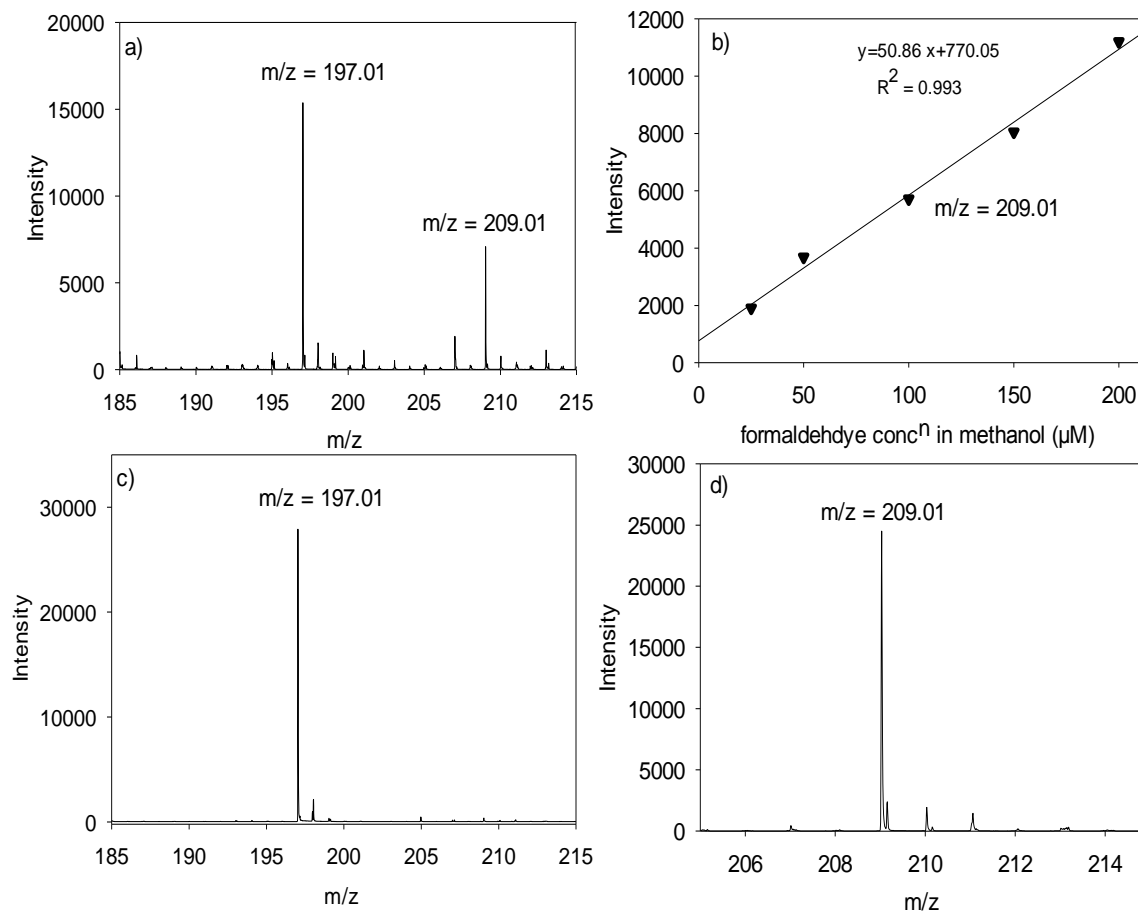 a)
m/z = 197.01
m/z = 209.01
20000
15000
10000
5000
0
Intensity
185 190 195 200 205 210 215
m/z
b)
y=50.86 x+770.05
R2 = 0.993
m/z = 209.01
12000
10000
8000
6000
4000
2000
0
Intensity
0 50 100 150 200
formaldehdye concn in methanol (µM)
c)
m/z = 197.01
30000
20000
10000
0
Intensity
185 190 195 200 205 210 215
m/z
d)
m/z = 209.01
30000
25000
20000
15000
10000
5000
0
Intensity
206 208 210 212 214
m/z